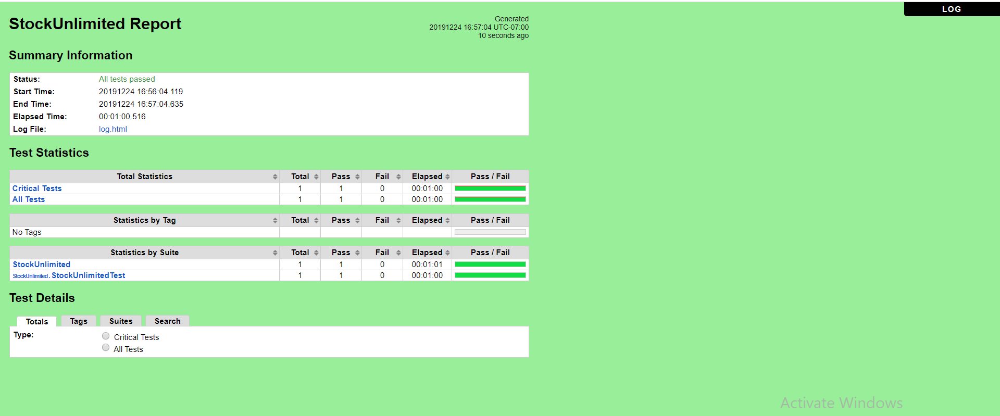 LOG
StockUnlimited Report
Generated
20191224 16:57:04 UTC-07:00
10 seconds ago
Summary Information
Status: All tests passed
Start Time: 20191224 16:56:04.119
End Time: 20191224 16:57:04.635
Elapsed Time: 00:01:00.516
Log File: log.html
Test Statistics
Total Statistics Total Pass Fail Elapsed Pass / Fail
Critical Tests 1 1 0 00:01:00
All Tests 1 1 0 00:01:00
Statistics by Tag Total Pass Fail Elapsed Pass / Fail
No Tags
Statistics by Suite Total Pass Fail Elapsed Pass / Fail
StockUnlimited 1 1 0 00:01:01
StockUnlimited . StockUnlimitedTest 1 1 0 00:01:00
Test Details
Totals Tags Suites Search
Type: Critical Tests
All Tests
Activate Windows